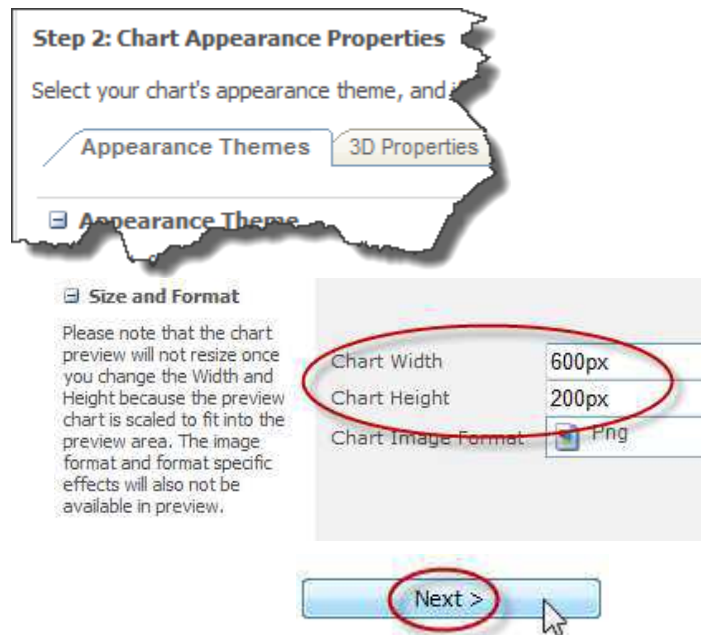 Step 2: Chart Appearance Properties
Select your chart's appearance theme, and
Appearance Themes
3D Properties
Appearance Theme
Size and Format
Please note that the chart
preview will not resize once
you change the Width and
Height because the preview
chart is scaled to fit into the
preview area. The image
format and format specific
effects will also not be
available in preview.
Chart Width
600px
Chart Height
200px
Chart Image Format
Png
Next >